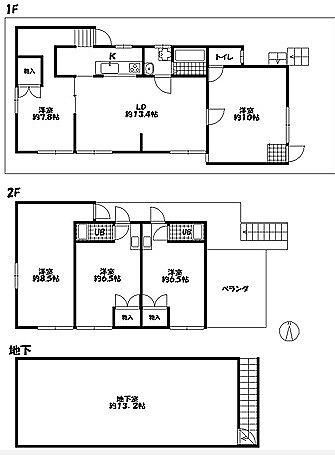 1F
K
トイレ
物入
洋室
約7.8帖
LD
約13.4帖
洋室
約10帖
2F
UB
UB
洋室
約8.5帖
洋室
約6.5帖
洋室
約6.5帖
ベランダ
物入
物入
地下
地下室
約13.2帖